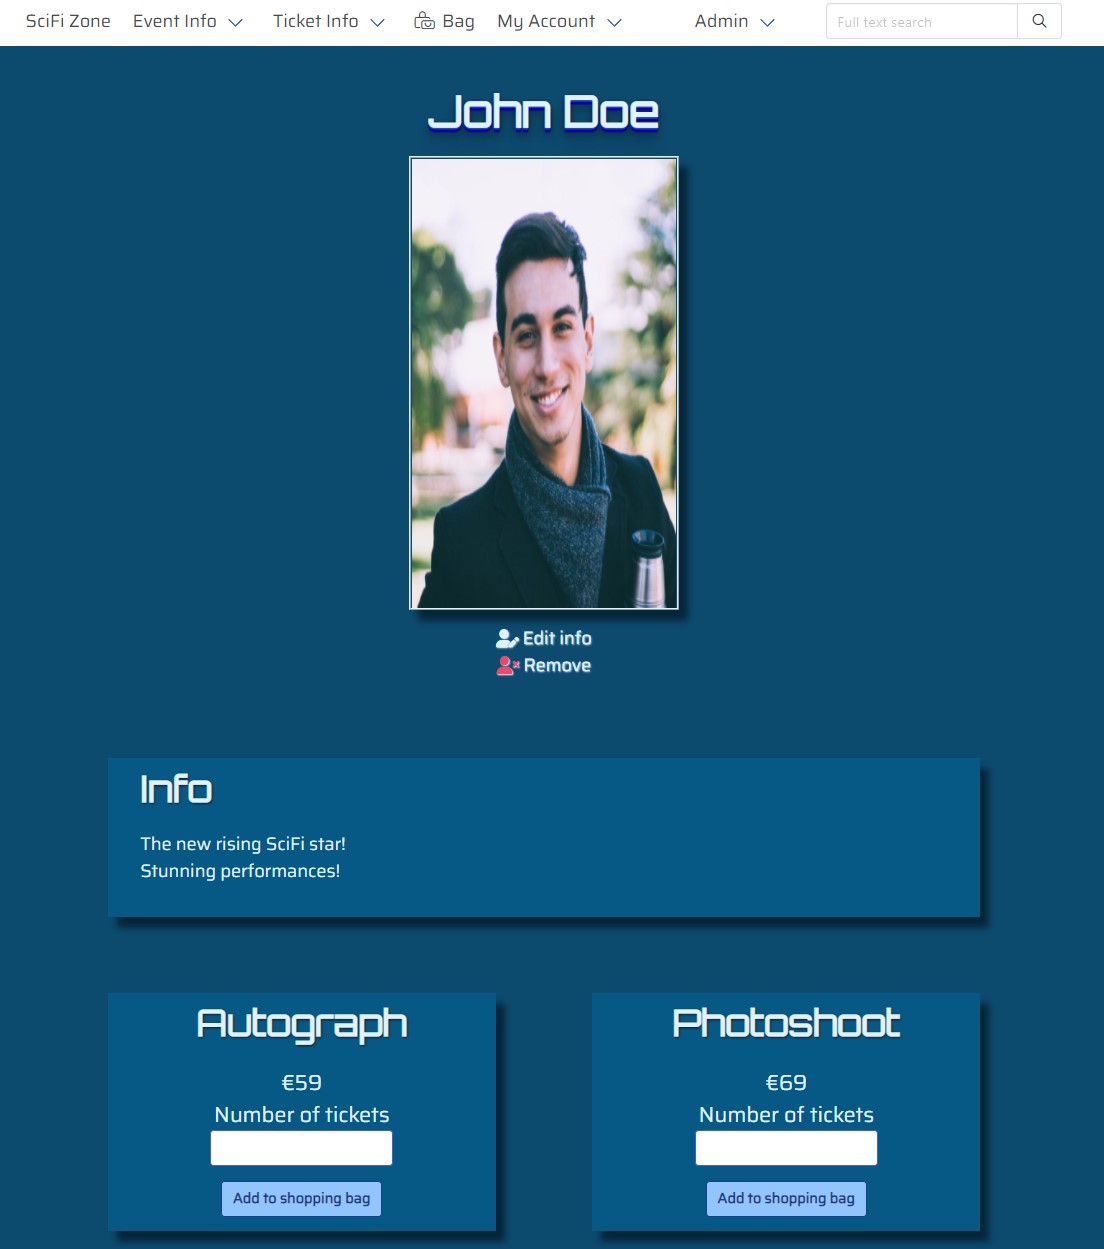 SciFi Zone Event Info Ticket Info Bag My Account Admin Full text search
John Doe
Edit info
Remove
Info
The new rising SciFi star!
Stunning performances!
Autograph
€59
Number of tickets
Add to shopping bag
Photoshoot
€69
Number of tickets
Add to shopping bag